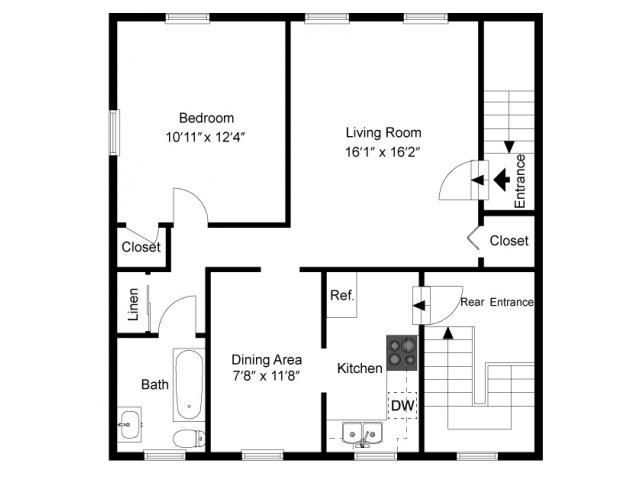 Bedroom
10'11" x 12'4"
Living Room
16'1" x 16'2"
Entrance
Closet
Closet
Linen
Ref.
Rear Entrance
Dining Area
7'8" x 11'8"
Kitchen
Bath
DW